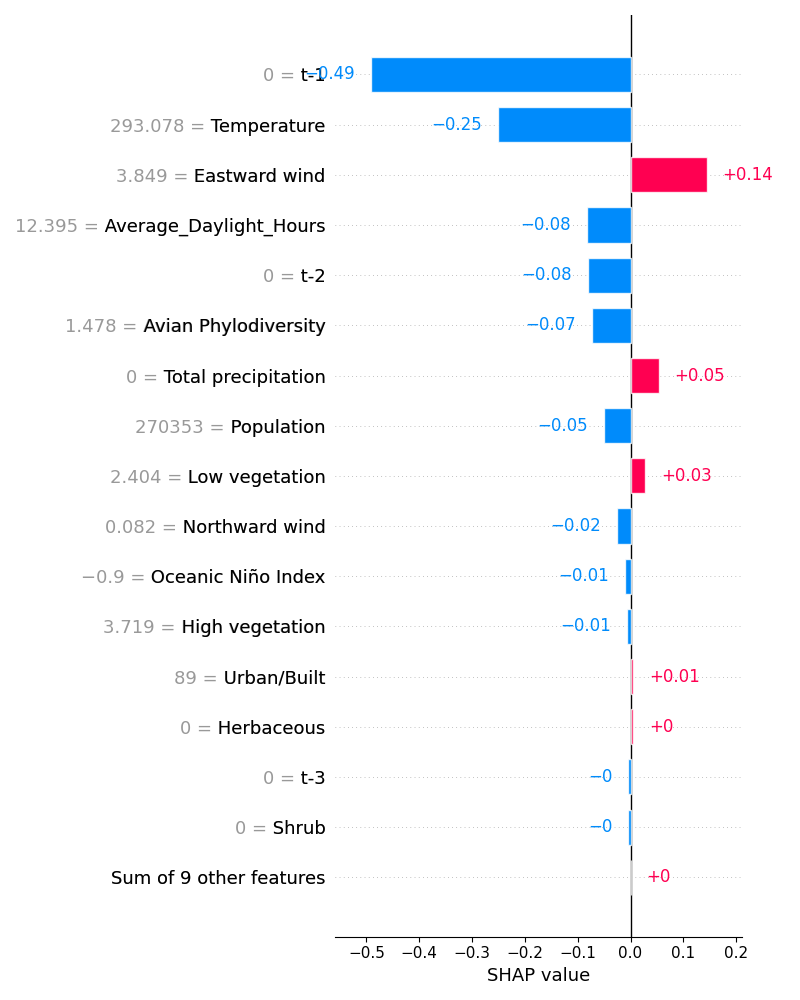 0 = t-1 −0.49
293.078 = Temperature −0.25
3.849 = Eastward wind +0.14
12.395 = Average_Daylight_Hours −0.08
0 = t-2 −0.08
1.478 = Avian Phylodiversity −0.07
0 = Total precipitation +0.05
270353 = Population −0.05
2.404 = Low vegetation +0.03
0.082 = Northward wind −0.02
−0.9 = Oceanic Niño Index −0.01
3.719 = High vegetation −0.01
89 = Urban/Built +0.01
0 = Herbaceous +0
0 = t-3 −0
0 = Shrub −0
Sum of 9 other features +0
−0.5 −0.4 −0.3 −0.2 −0.1 0.0 0.1 0.2
SHAP value